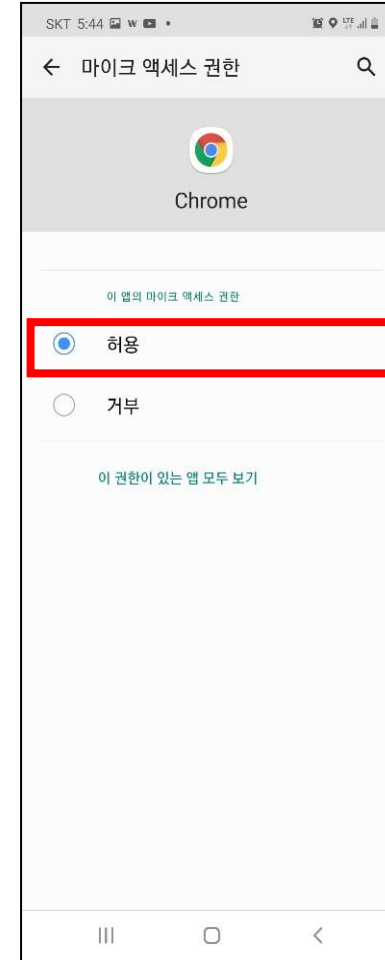 SKT 5:44
마이크 액세스 권한
Chrome
이 앱의 마이크 액세스 권한
허용
거부
이 권한이 있는 앱 모두 보기